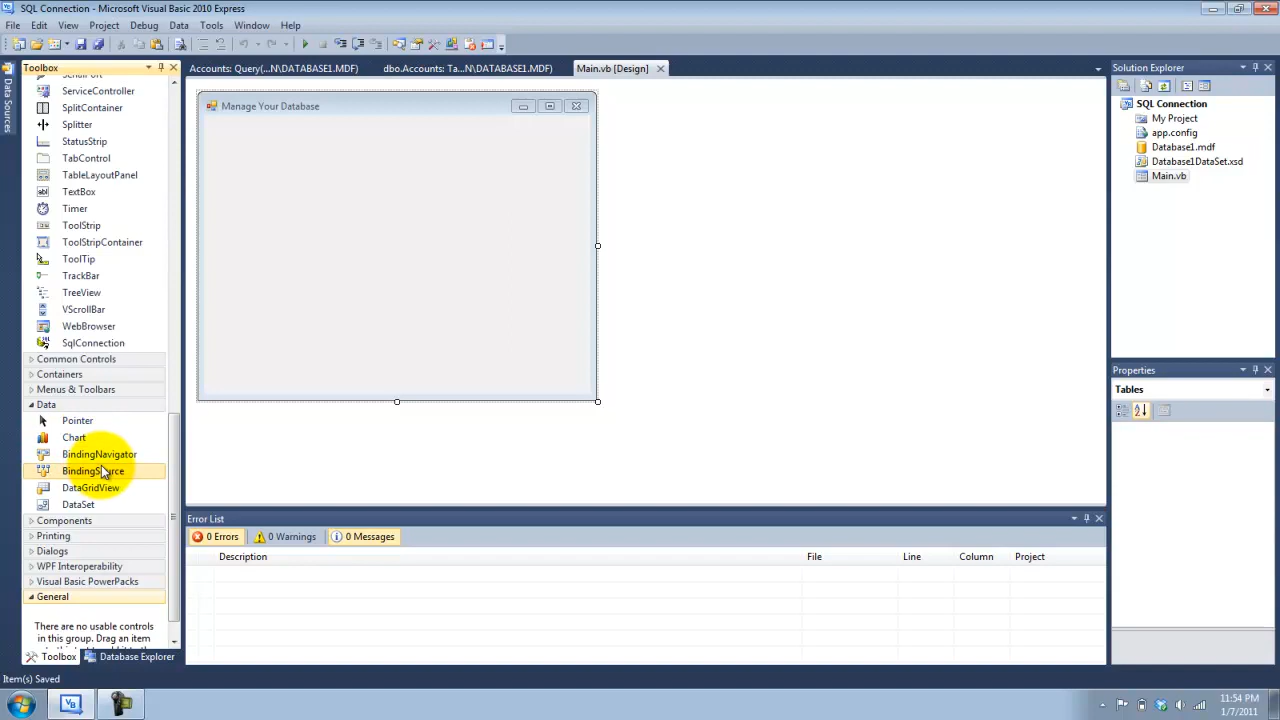 SQL Connection - Microsoft Visual Basic 2010 Express
File Edit View Project Debug Data Tools Window Help
Toolbox
Accounts: Query(...N\DATABASE1.MDF) dbo.Accounts: Ta...N\DATABASE1.MDF) Main.vb [Design]
Solution Explorer
Data Sources
SerialPort
ServiceController
SplitContainer
Splitter
StatusStrip
TabControl
TableLayoutPanel
TextBox
Timer
ToolStrip
ToolStripContainer
ToolTip
TrackBar
TreeView
VScrollBar
WebBrowser
SqlConnection
Common Controls
Containers
Menus & Toolbars
Data
Pointer
Chart
BindingNavigator
BindingSource
DataGridView
DataSet
Components
Printing
Dialogs
WPF Interoperability
Visual Basic PowerPacks
General
There are no usable controls
in this group. Drag an item
Toolbox Database Explorer
Manage Your Database
SQL Connection
My Project
app.config
Database1.mdf
Database1DataSet.xsd
Main.vb
Properties
Tables
Error List
0 Errors 0 Warnings 0 Messages
Description File Line Column Project
Item(s) Saved
11:54 PM
1/7/2011